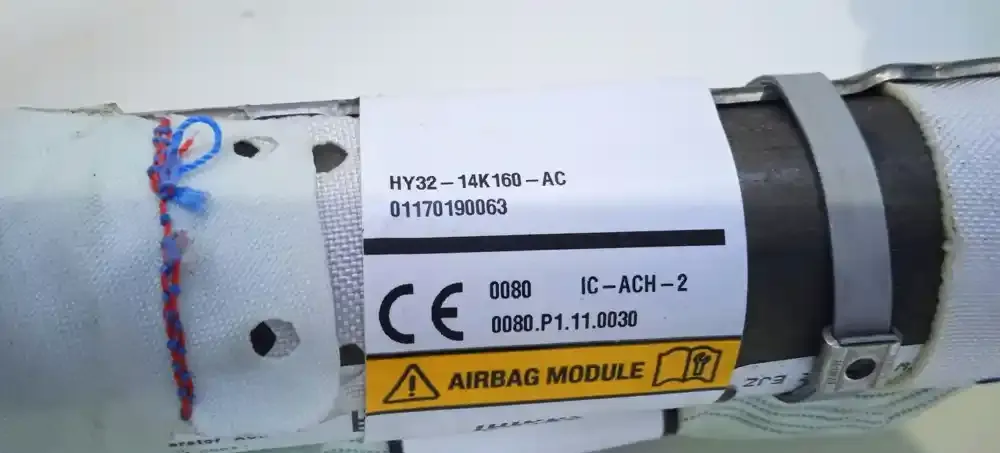 HY32-14K160-AC
01170190063
CE 0080 IC-ACH-2
0080.P1.11.0030
AIRBAG MODULE